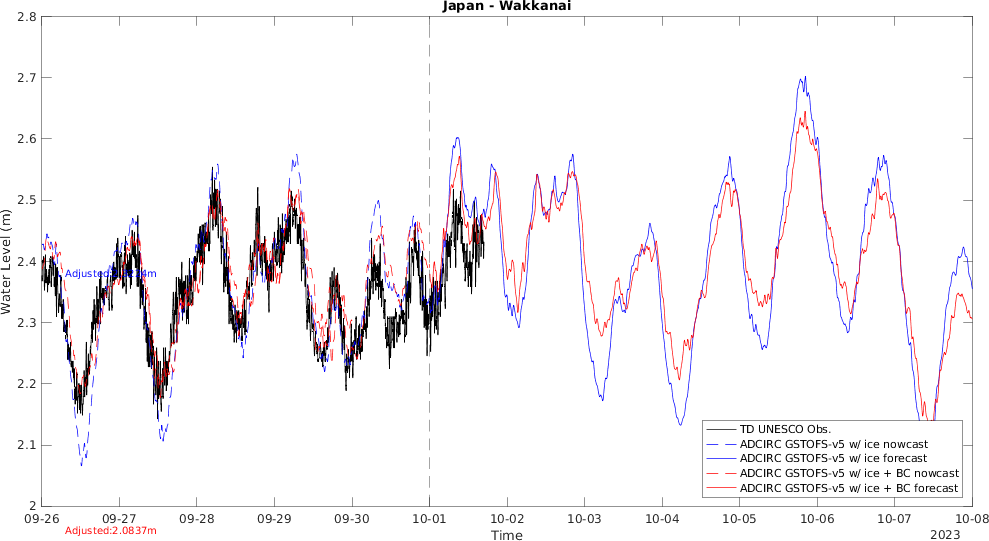 Japan - Wakkanai
2.8
2.7
2.6
2.5
2.4
2.3
2.2
2.1
2
Water Level (m)
Adjusted:
TD UNESCO Obs.
ADCIRC GSTOFS-v5 w/ ice nowcast
ADCIRC GSTOFS-v5 w/ ice forecast
ADCIRC GSTOFS-v5 w/ ice + BC nowcast
ADCIRC GSTOFS-v5 w/ ice + BC forecast
09-26 09-27 09-28 09-29 09-30 10-01 10-02 10-03 10-04 10-05 10-06 10-07 10-08
Adjusted:2.0837m
Time
2023